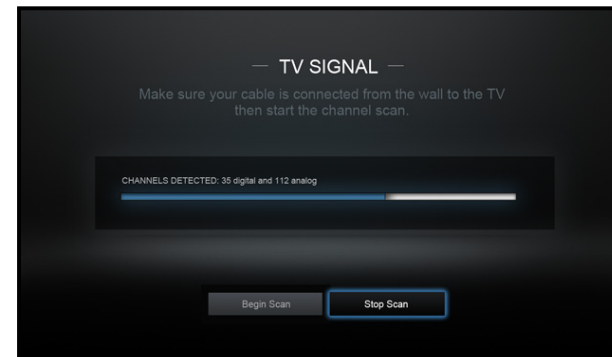 — TV SIGNAL —
Make sure your cable is connected from the wall to the TV
then start the channel scan.
CHANNELS DETECTED: 35 digital and 112 analog
Begin Scan
Stop Scan